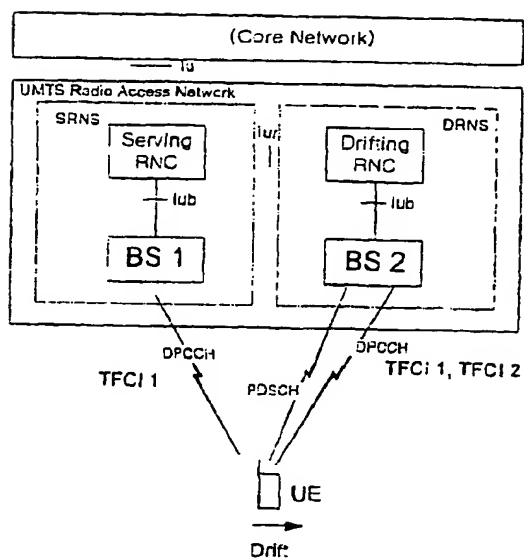 (Core Network)
Iu
UMTS Radio Access Network
SRNS
Iur
DRNS
Serving
RNC
Drifting
RNC
Iub
Iub
BS 1
BS 2
DPCCH
DPCCH
TFCI 1
PDSCH
TFCI 1, TFCI 2
UE
Drift